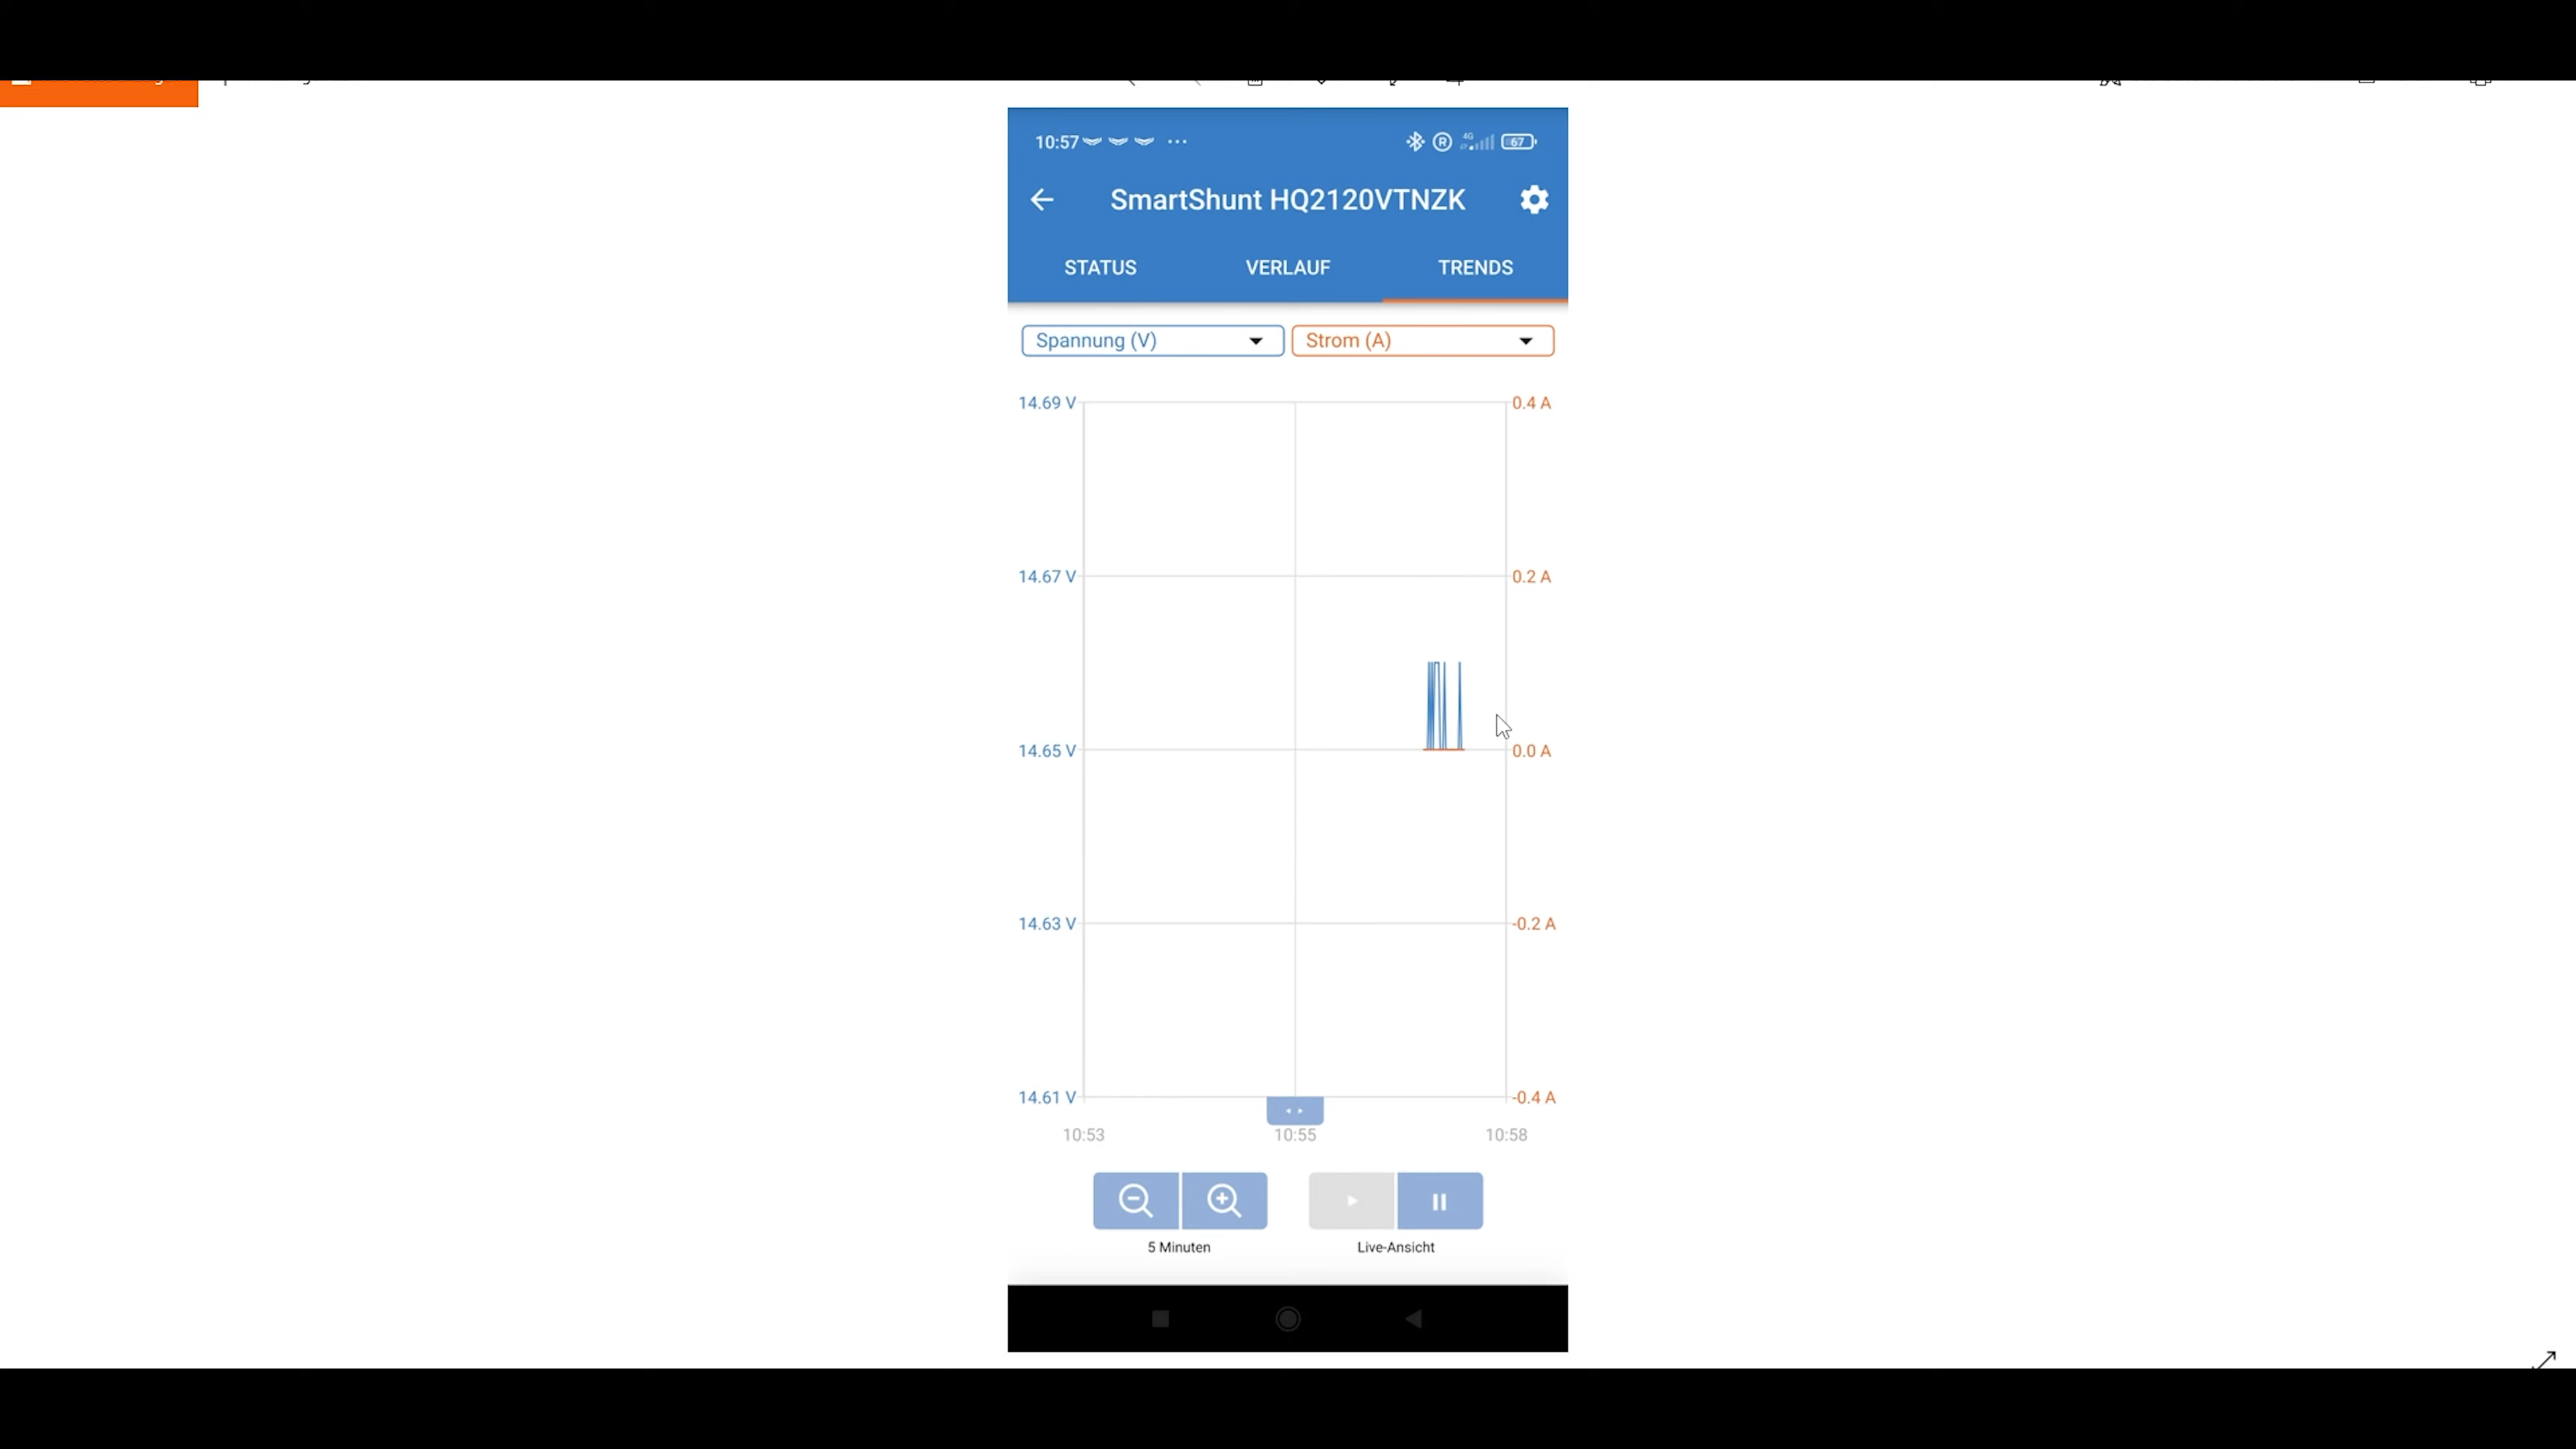 10:57 ··· R 4G 67
SmartShunt HQ2120VTNZK
STATUS VERLAUF TRENDS
Spannung (V) Strom (A)
14.69 V 0.4 A
14.67 V 0.2 A
14.65 V 0.0 A
14.63 V -0.2 A
14.61 V -0.4 A
10:53 10:55 10:58
5 Minuten Live-Ansicht